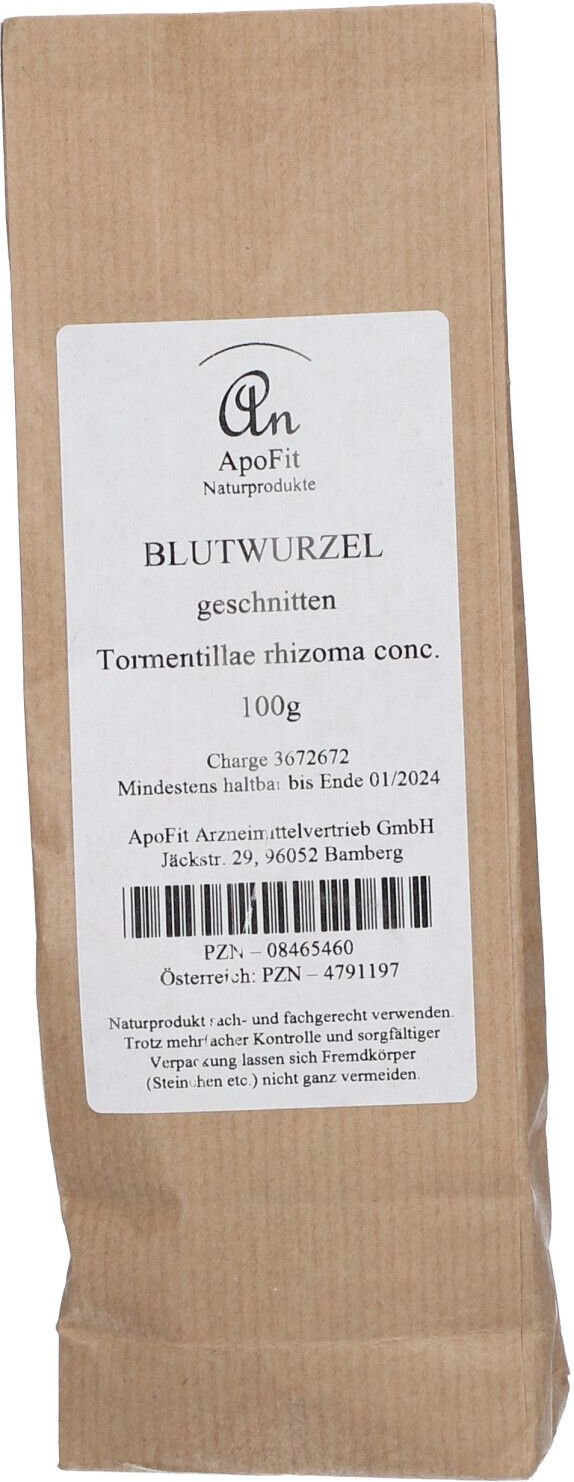 An
ApoFit
Naturprodukte
BLUTWURZEL
geschnitten
Tormentillae rhizoma conc.
100g
Charge 3672672
Mindestens haltbar bis Ende 01/2024
ApoFit Arzneimittelvertrieb GmbH
Jäckstr. 29, 96052 Bamberg
PZN – 08465460
Österreich: PZN – 4791197
Naturprodukt sach- und fachgerecht verwenden.
Trotz mehrfacher Kontrolle und sorgfältiger
Verpackung lassen sich Fremdkörper
(Steinchen etc.) nicht ganz vermeiden.